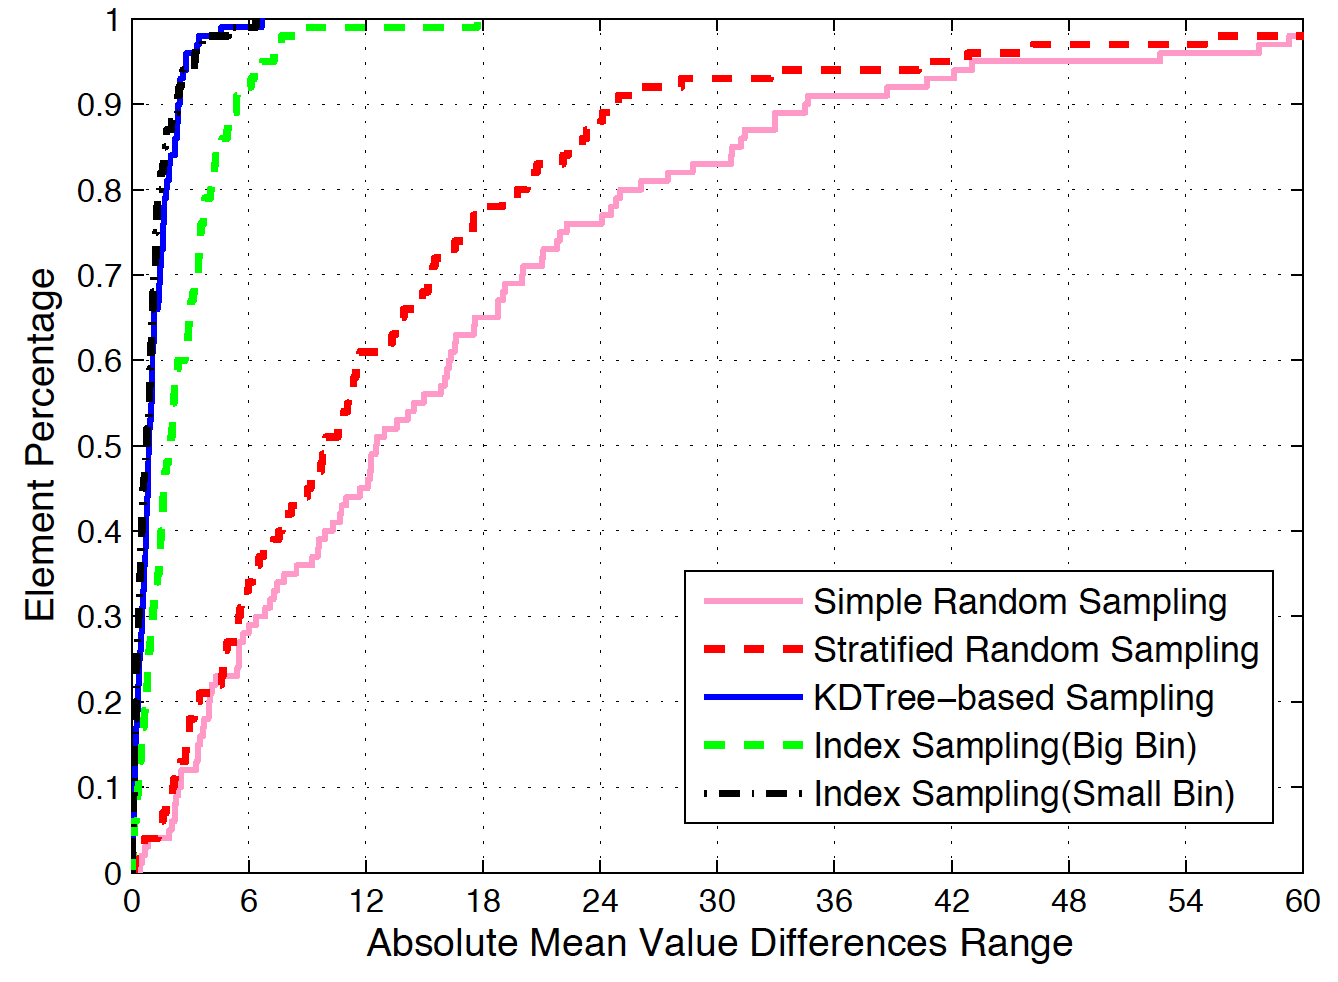 1
0.9
0.8
0.7
0.6
0.5
0.4
0.3
0.2
0.1
0
Element Percentage
Simple Random Sampling
Stratified Random Sampling
KDTree−based Sampling
Index Sampling(Big Bin)
Index Sampling(Small Bin)
0 6 12 18 24 30 36 42 48 54 60
Absolute Mean Value Differences Range